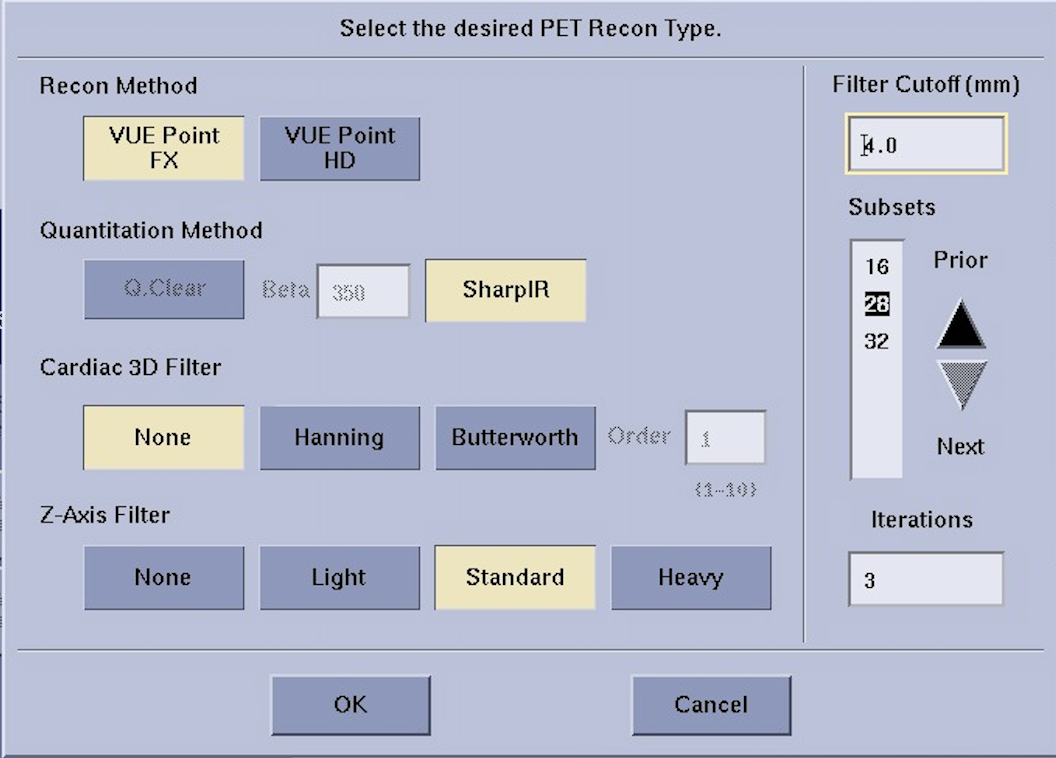 Select the desired PET Recon Type.
Recon Method
VUE Point
FX
VUE Point
HD
Quantitation Method
Q.Clear
Beta
350
SharpIR
Cardiac 3D Filter
None
Hanning
Butterworth
Order
1
(1-10)
Z-Axis Filter
None
Light
Standard
Heavy
Filter Cutoff (mm)
4.0
Subsets
16
28
32
Prior
Next
Iterations
3
OK
Cancel